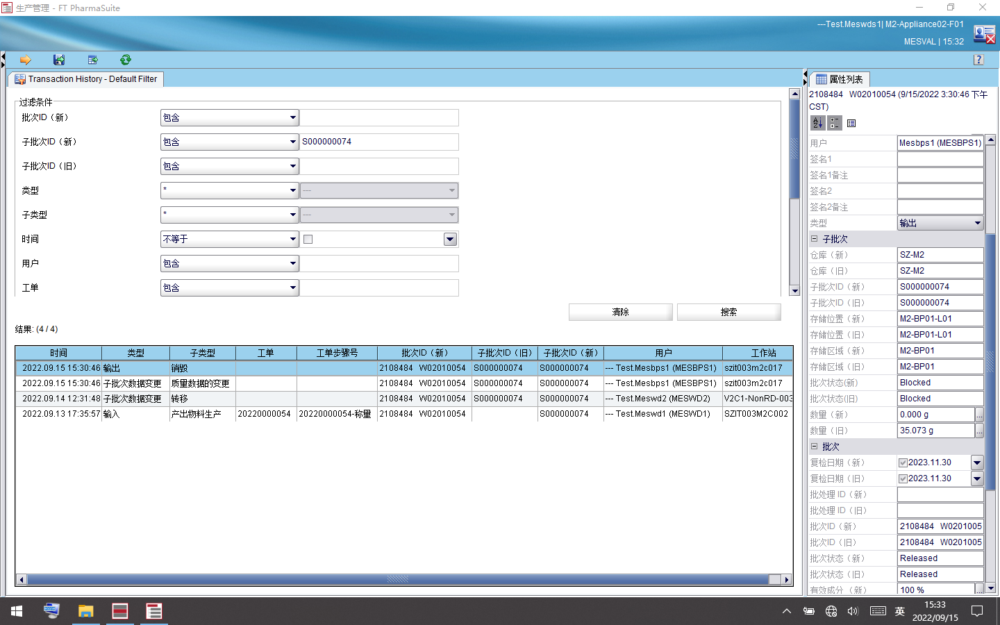 生产管理 - FT PharmaSuite
---Test.Meswds1| M2-Appliance02-F01
MESVAL | 15:32
Transaction History - Default Filter
过滤条件
批次ID（新） 包含
子批次ID（新） 包含 S000000074
子批次ID（旧） 包含
类型 * ---
子类型 * ---
时间 不等于
用户 包含
工单 包含
清除 搜索
结果: (4 / 4)
时间 类型 子类型 工单 工单步骤号 批次ID（新） 子批次ID（旧） 子批次ID（新） 用户 工作站
2022.09.15 15:30:46 输出 销毁 2108484 W02010054 S000000074 S000000074 --- Test.Mesbps1 (MESBPS1) szit003m2c017
2022.09.15 15:30:46 子批次数据变更 质量数据的变更 2108484 W02010054 S000000074 S000000074 --- Test.Mesbps1 (MESBPS1) szit003m2c017
2022.09.14 12:31:48 子批次数据变更 转移 2108484 W02010054 S000000074 S000000074 --- Test.Meswd2 (MESWD2) V2C1-NonRD-003
2022.09.13 17:35:57 输入 产出物料生产 20220000054 20220000054-称量 2108484 W02010054 S000000074 --- Test.Meswd1 (MESWD1) SZIT003M2C002
属性列表
2108484 W02010054 (9/15/2022 3:30:46 下午
CST)
用户 Mesbps1 (MESBPS1)
签名1
签名1备注
签名2
签名2备注
类型 输出
子批次
仓库（新） SZ-M2
仓库（旧） SZ-M2
子批次ID（新） S000000074
子批次ID（旧） S000000074
存储位置（新） M2-BP01-L01
存储位置（旧） M2-BP01-L01
存储区域（新） M2-BP01
存储区域（旧） M2-BP01
批次状态(新) Blocked
批次状态(旧) Blocked
数量（新） 0.000 g ...
数量（旧） 35.073 g ...
批次
复检日期（新） 2023.11.30
复检日期（旧） 2023.11.30
批处理 ID（新）
批处理 ID（旧）
批次ID（新） 2108484 W0201005
批次ID（旧） 2108484 W0201005
批次状态（新） Released
批次状态（旧） Released
有效成分（新） 100 % ...
英
15:33
2022/09/15